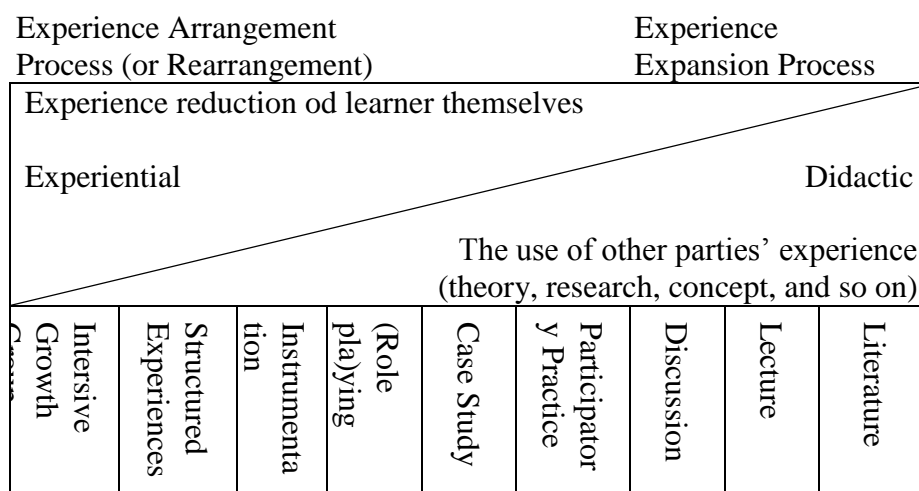 Experience Arrangement
Process (or Rearrangement)
Experience
Expansion Process
Experience reduction od learner themselves
Experiential
Didactic
The use of other parties’ experience
(theory, research, concept, and so on)
Intersive
Growth
Structured
Experiences
Instrumenta
tion
(Role
pla)ying
Case Study
Participator
y Practice
Discussion
Lecture
Literature